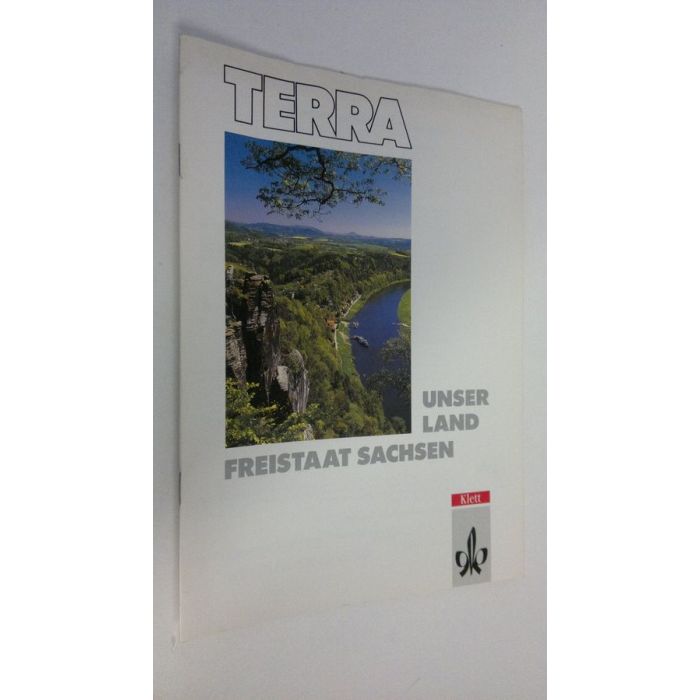 TERRA
UNSER
LAND
FREISTAAT SACHSEN
Klett